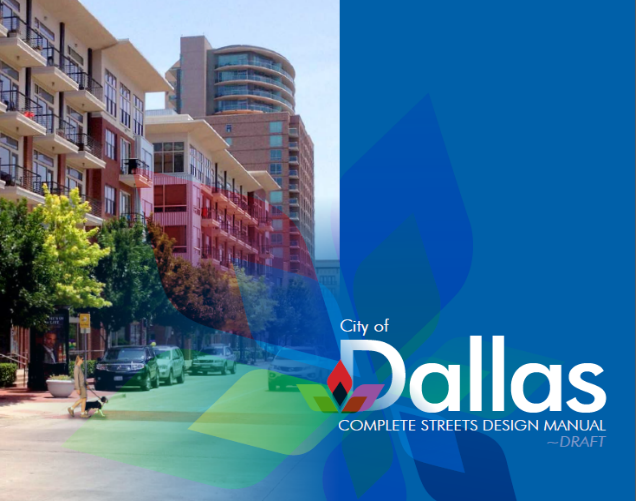 City of
Dallas
COMPLETE STREETS DESIGN MANUAL
~DRAFT